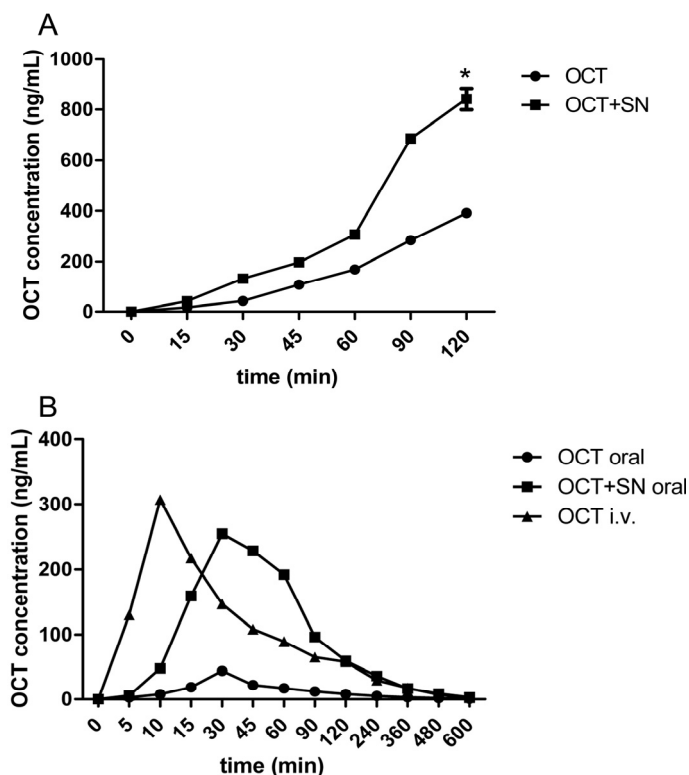 A
OCT concentration (ng/mL)
1000
800
600
400
200
0
*
OCT
OCT+SN
0 15 30 45 60 90 120
time (min)
B
OCT concentration (ng/mL)
400
300
200
100
0
OCT oral
OCT+SN oral
OCT i.v.
0 5 10 15 30 45 60 90 120 240 360 480 600
time (min)